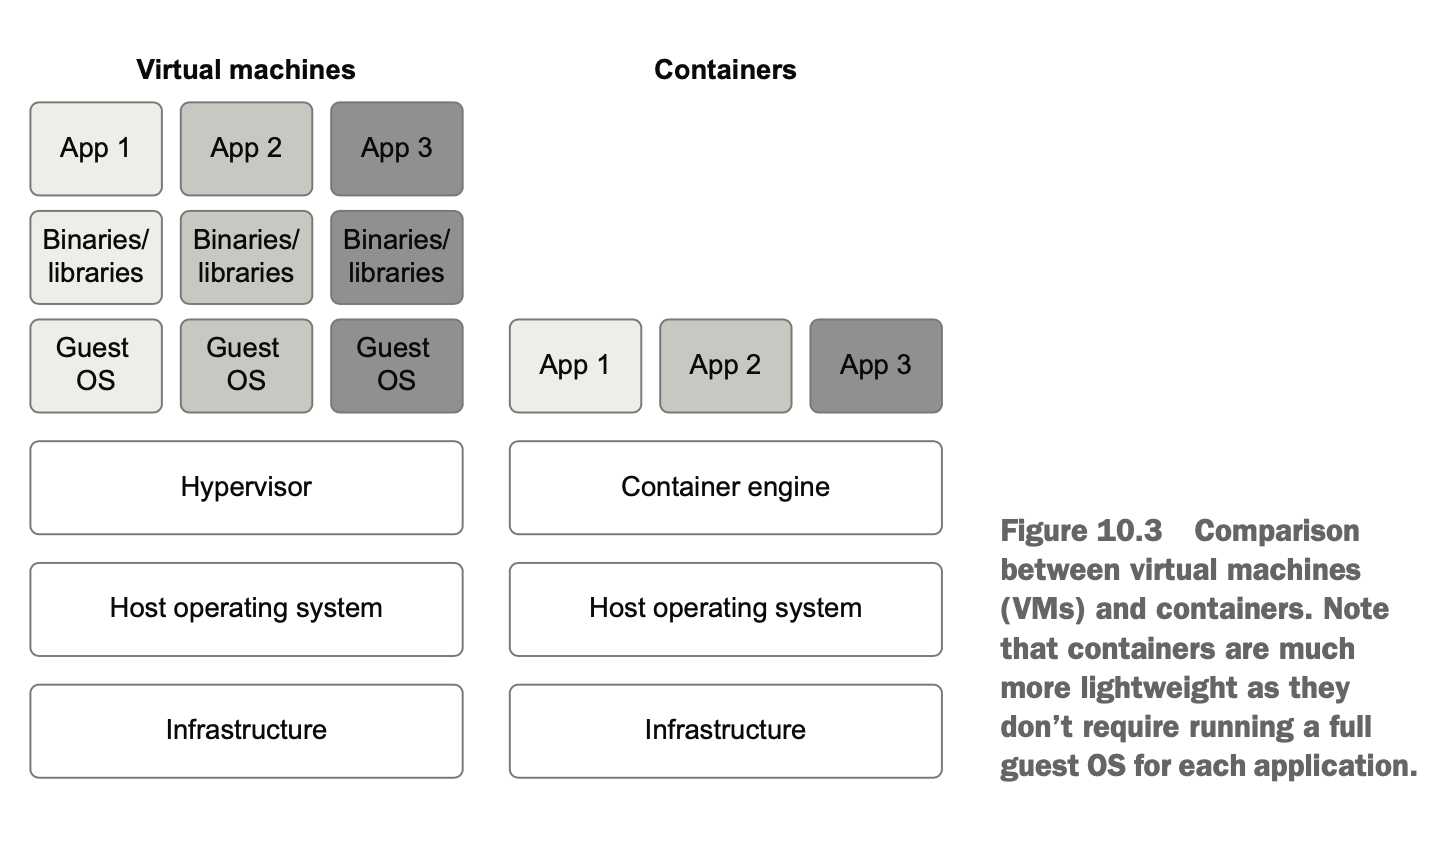 Virtual machines
App 1
App 2
App 3
Binaries/
libraries
Binaries/
libraries
Binaries/
libraries
Guest
OS
Guest
OS
Guest
OS
Hypervisor
Host operating system
Infrastructure
Containers
App 1
App 2
App 3
Container engine
Host operating system
Infrastructure
Figure 10.3 Comparison
between virtual machines
(VMs) and containers. Note
that containers are much
more lightweight as they
don’t require running a full
guest OS for each application.